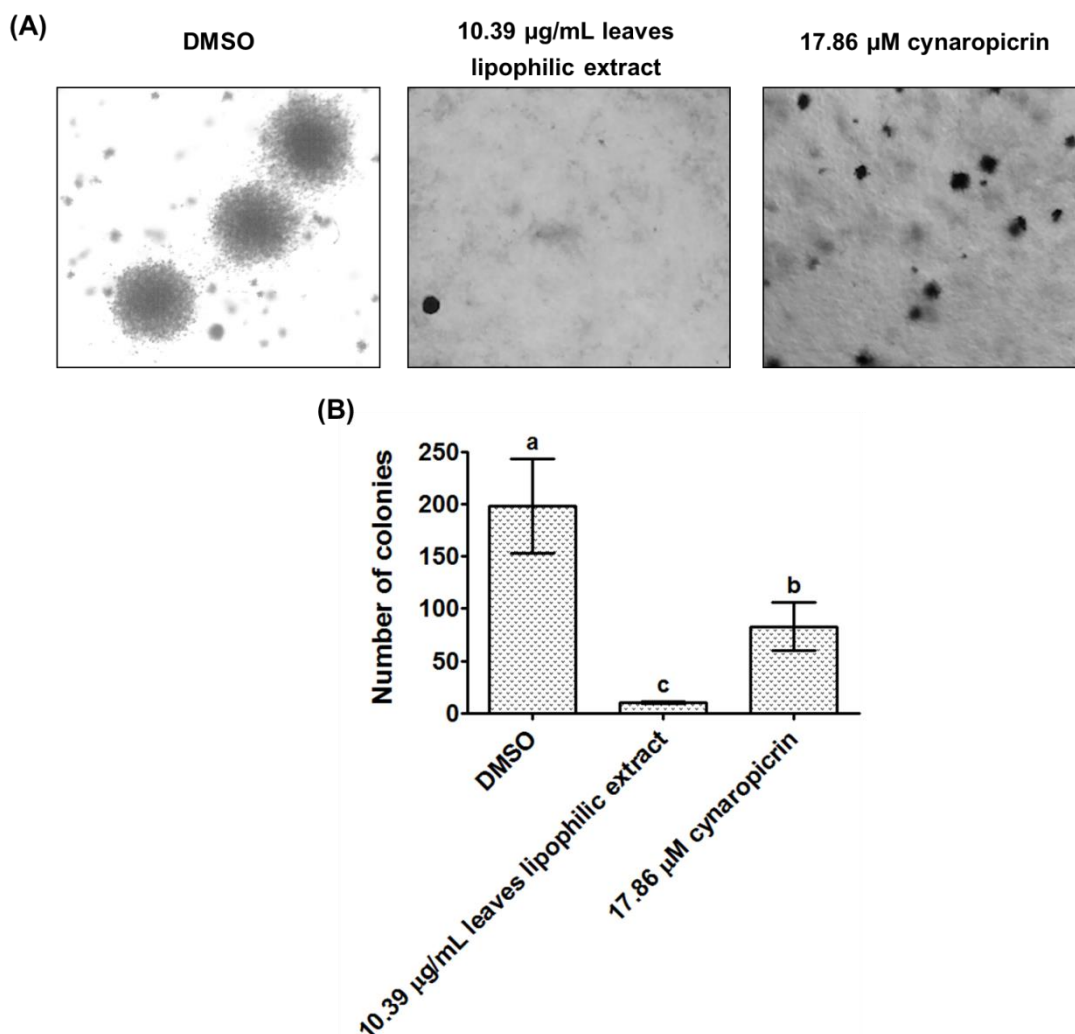 (A)
DMSO
10.39 µg/mL leaves
lipophilic extract
17.86 µM cynaropicrin
(B)
Number of colonies
250
200
150
100
50
0
a
c
b
DMSO
10.39 µg/mL leaves lipophilic extract
17.86 µM cynaropicrin